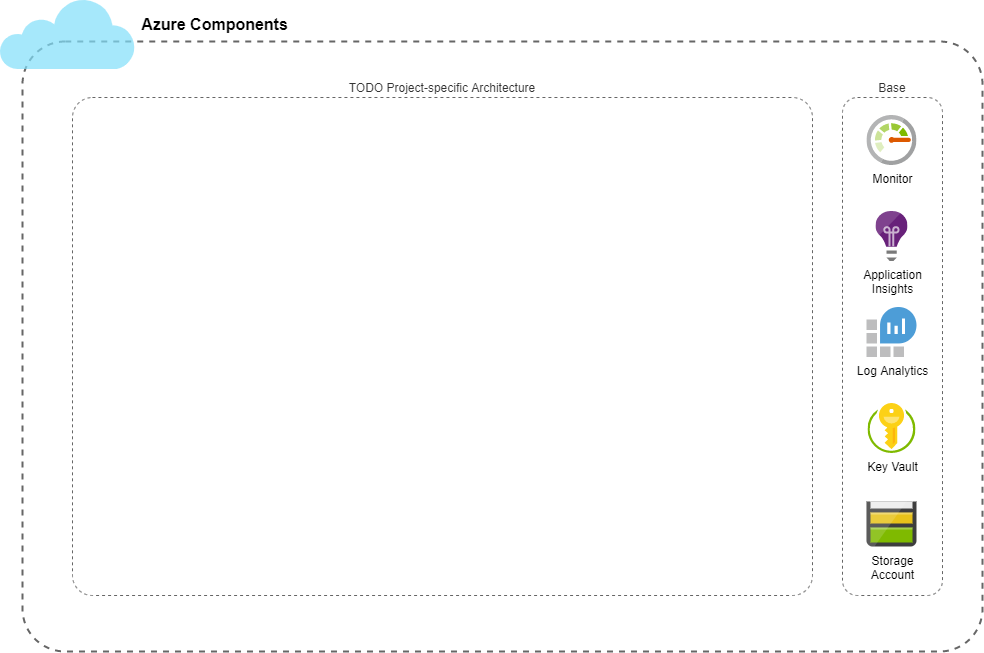 Azure Components
TODO Project-specific Architecture
Base
Monitor
Application
Insights
Log Analytics
Key Vault
Storage
Account